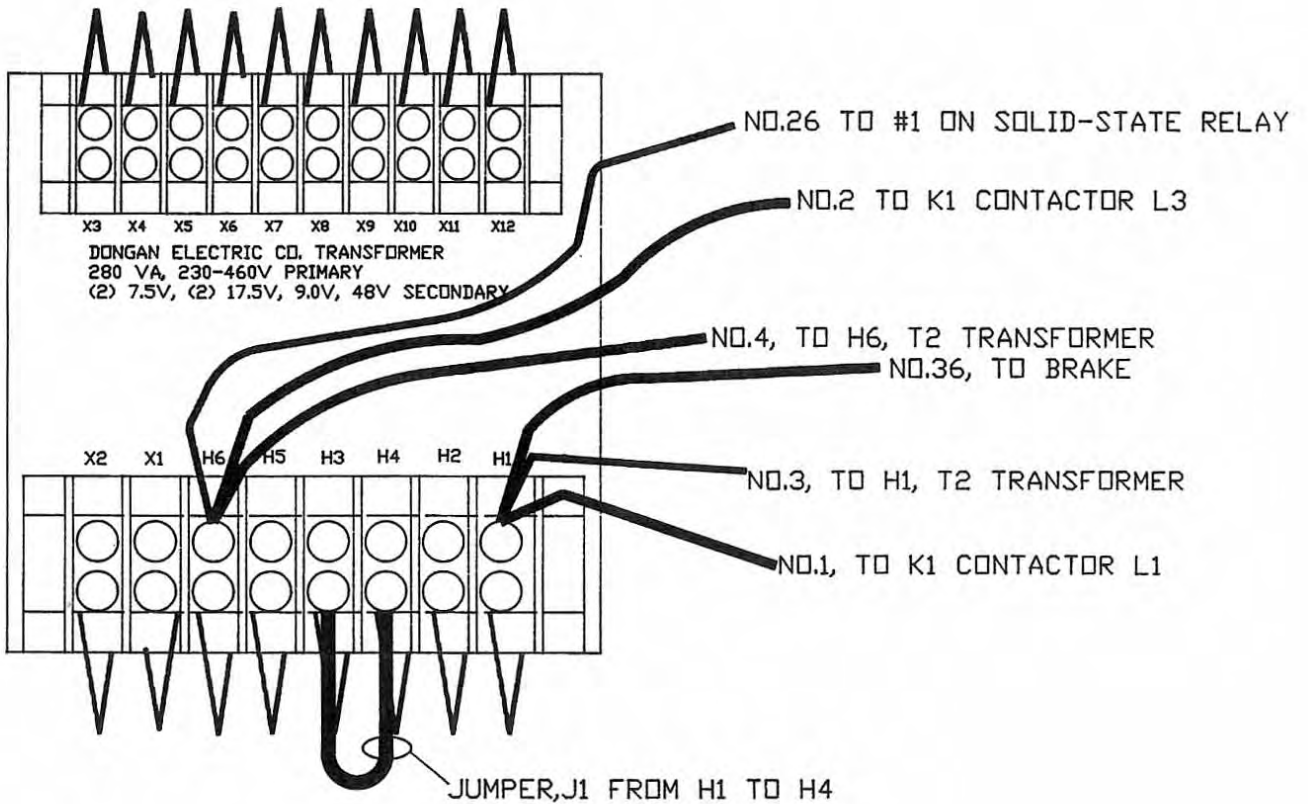 NO.26 TO #1 ON SOLID-STATE RELAY
NO.2 TO K1 CONTACTOR L3
X3 X4 X5 X6 X7 X8 X9 X10 X11 X12
DONGAN ELECTRIC CO. TRANSFORMER
280 VA, 230-460V PRIMARY
(2) 7.5V, (2) 17.5V, 9.0V, 48V SECONDARY
NO.4, TO H6, T2 TRANSFORMER
NO.36, TO BRAKE
X2 X1 H6 H5 H3 H4 H2 H1
NO.3, TO H1, T2 TRANSFORMER
NO.1, TO K1 CONTACTOR L1
JUMPER,J1 FROM H1 TO H4